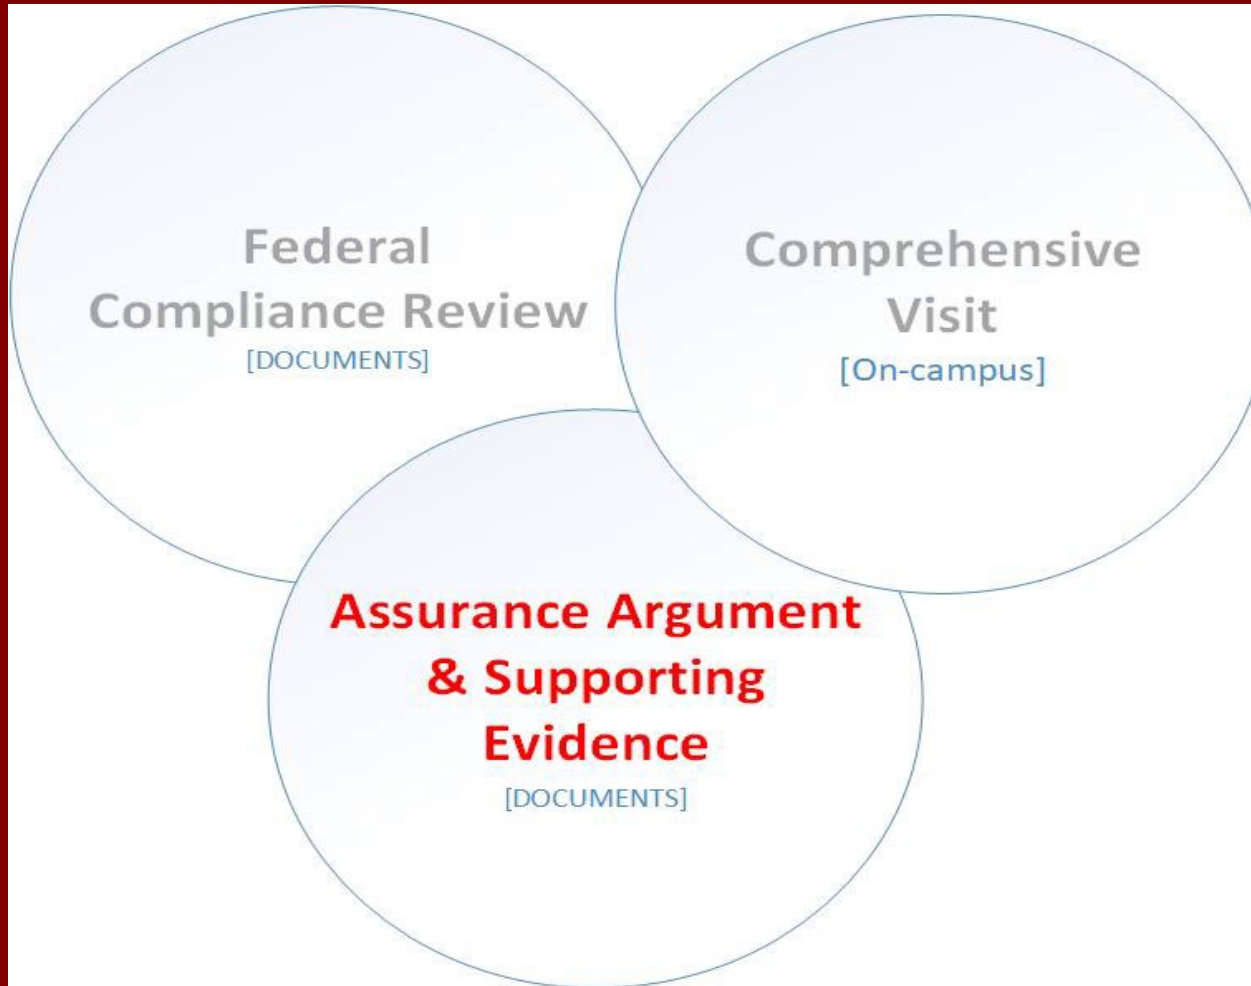 Federal
Compliance Review
[DOCUMENTS]
Comprehensive
Visit
[On-campus]
Assurance Argument
& Supporting
Evidence
[DOCUMENTS]